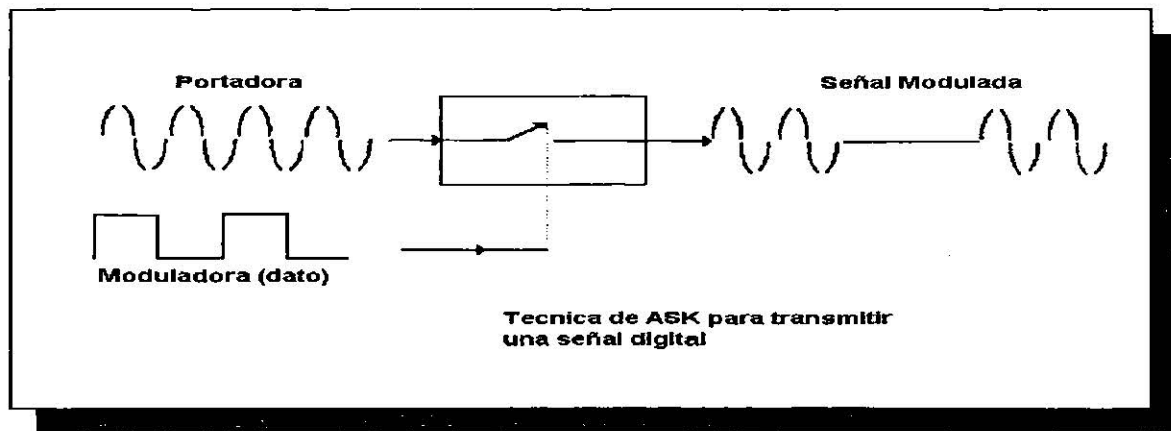 Portadora
Señal Modulada
Moduladora (dato)
Tecnica de ASK para transmitir
una señal digital